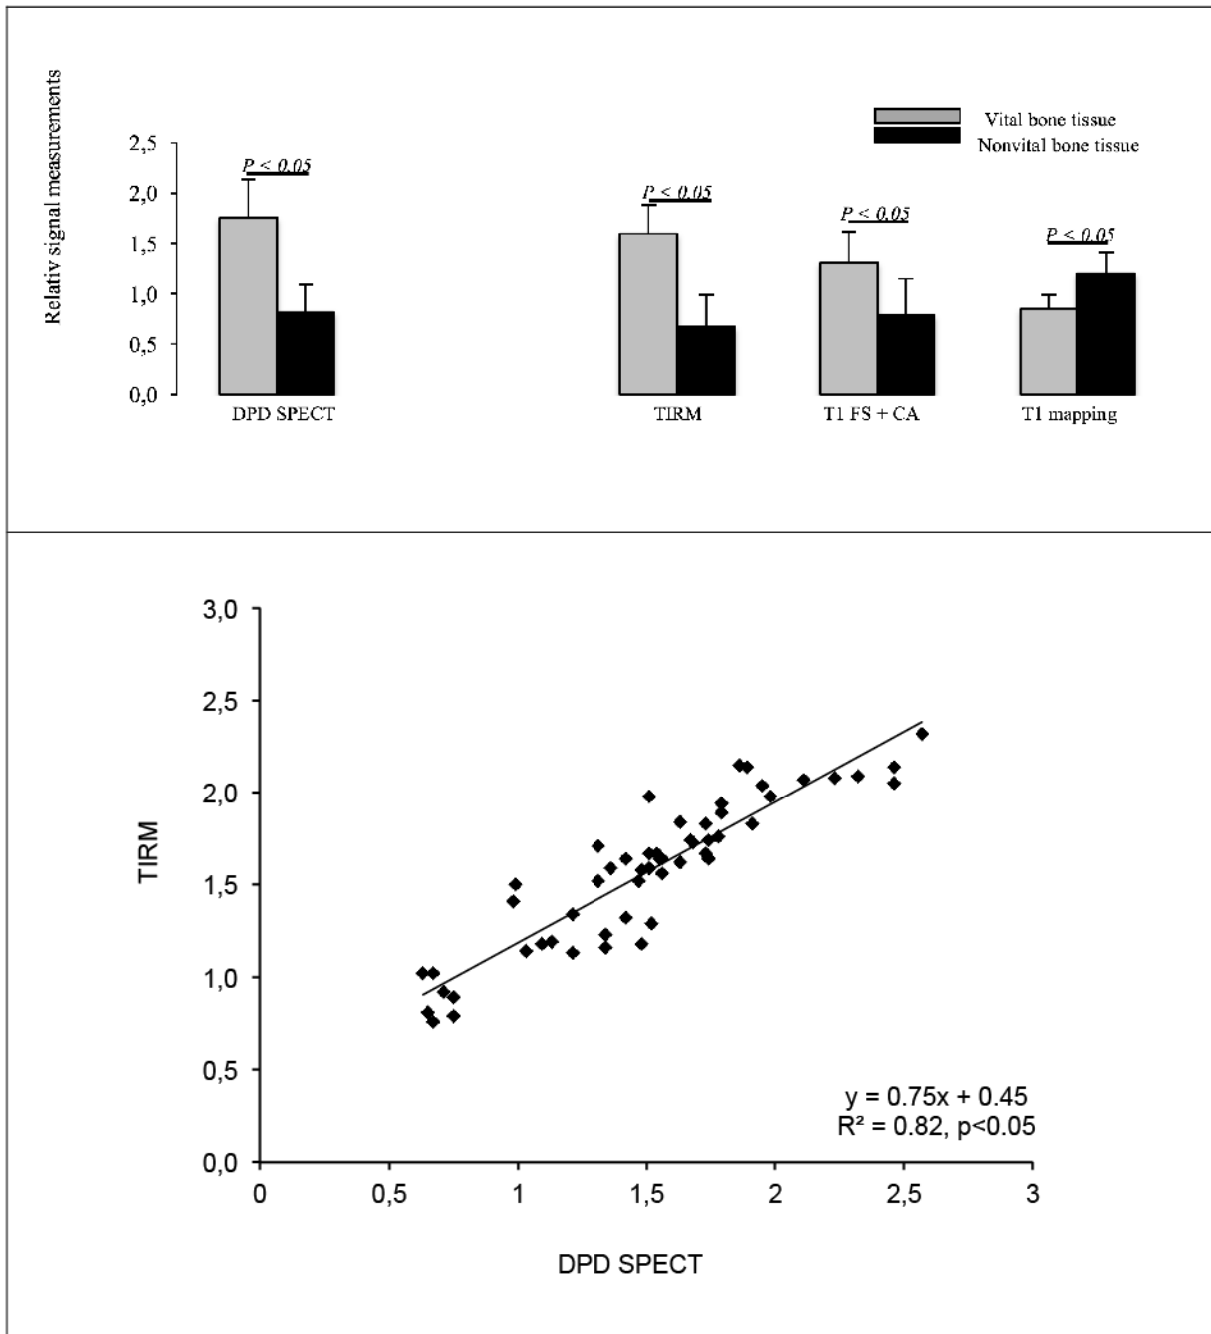 Relativ signal measurements
Vital bone tissue
Nonvital bone tissue
2,5
2,0
1,5
1,0
0,5
0,0
P < 0.05
P < 0.05
P < 0.05
P < 0.05
DPD SPECT
TIRM
T1 FS + CA
T1 mapping
TIRM
3,0
2,5
2,0
1,5
1,0
0,5
0,0
y = 0.75x + 0.45
R² = 0.82, p<0.05
0 0,5 1 1,5 2 2,5 3
DPD SPECT